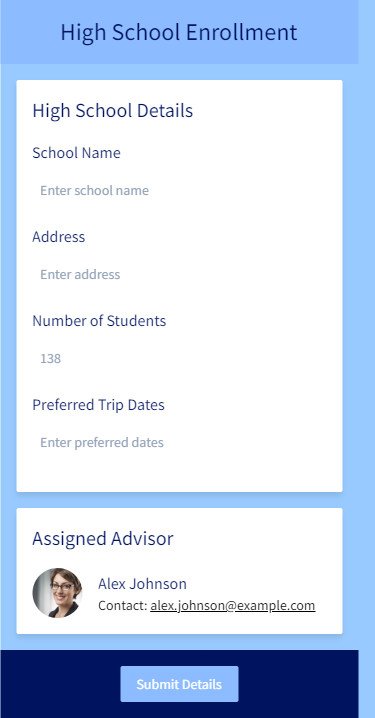 High School Enrollment
High School Details
School Name
Enter school name
Address
Enter address
Number of Students
138
Preferred Trip Dates
Enter preferred dates
Assigned Advisor
Alex Johnson
Contact: alex.johnson@example.com
Submit Details